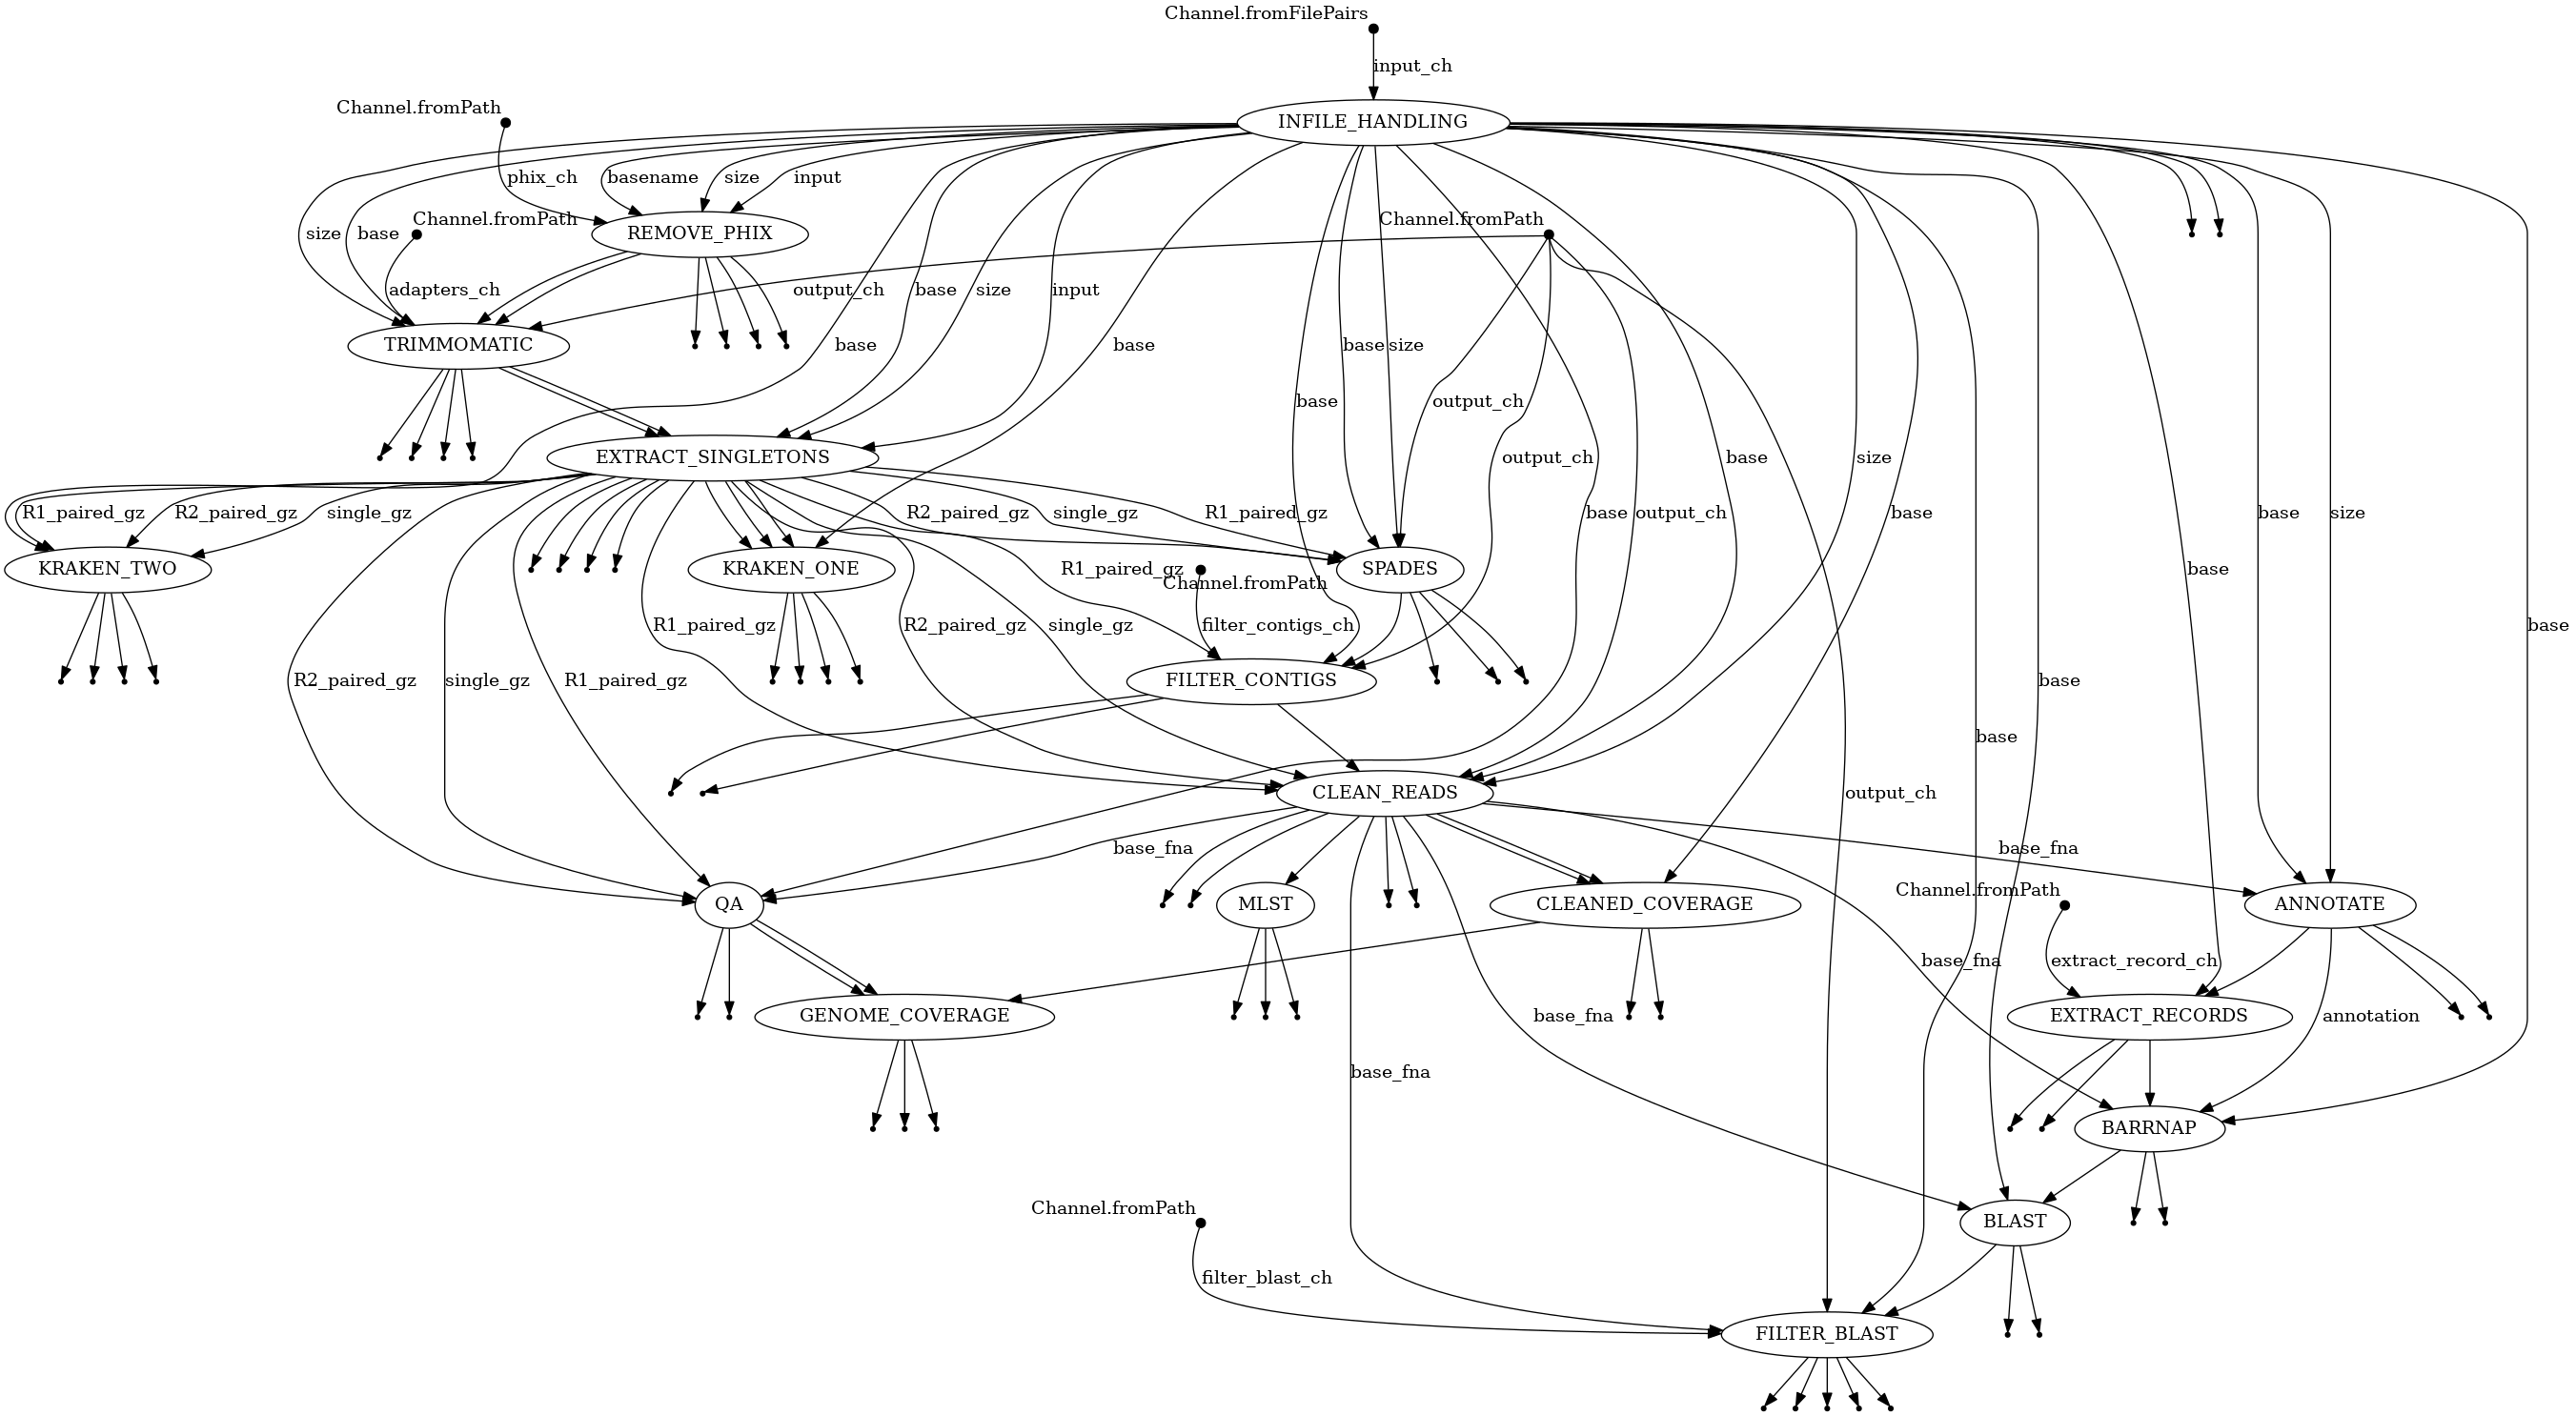 Channel.fromFilePairs
input_ch
Channel.fromPath
INFILE_HANDLING
phix_ch
basename
size
input
Channel.fromPath
Channel.fromPath
size
base
REMOVE_PHIX
adapters_ch
output_ch
base
size
input
TRIMMOMATIC
base
base
base
size
output_ch
base
EXTRACT_SINGLETONS
output_ch
base
size
R1_paired_gz
R2_paired_gz
single_gz
R2_paired_gz
single_gz
R1_paired_gz
base
output_ch
base
base
size
KRAKEN_TWO
KRAKEN_ONE
R1_paired_gz
Channel.fromPath
SPADES
base
R1_paired_gz
R2_paired_gz
single_gz
filter_contigs_ch
base
R2_paired_gz
single_gz
R1_paired_gz
FILTER_CONTIGS
base
base
CLEAN_READS
output_ch
base_fna
base_fna
Channel.fromPath
QA
MLST
CLEANED_COVERAGE
ANNOTATE
extract_record_ch
base_fna
GENOME_COVERAGE
base_fna
EXTRACT_RECORDS
annotation
base_fna
BARRNAP
Channel.fromPath
BLAST
filter_blast_ch
FILTER_BLAST